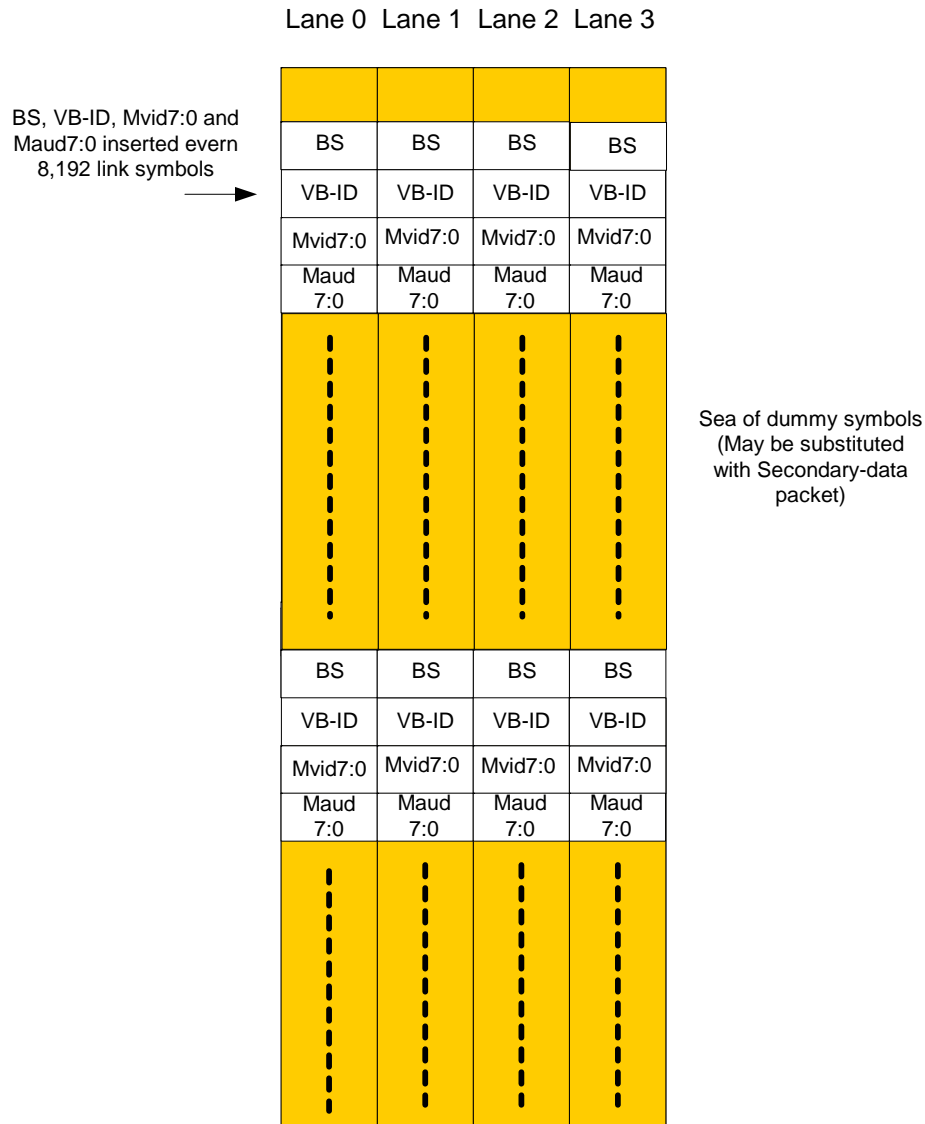 Lane 0 Lane 1 Lane 2 Lane 3
BS, VB-ID, Mvid7:0 and
Maud7:0 inserted evern
8,192 link symbols
BS BS BS BS
VB-ID VB-ID VB-ID VB-ID
Mvid7:0 Mvid7:0 Mvid7:0 Mvid7:0
Maud Maud Maud Maud
7:0 7:0 7:0 7:0
Sea of dummy symbols
(May be substituted
with Secondary-data
packet)
BS BS BS BS
VB-ID VB-ID VB-ID VB-ID
Mvid7:0 Mvid7:0 Mvid7:0 Mvid7:0
Maud Maud Maud Maud
7:0 7:0 7:0 7:0